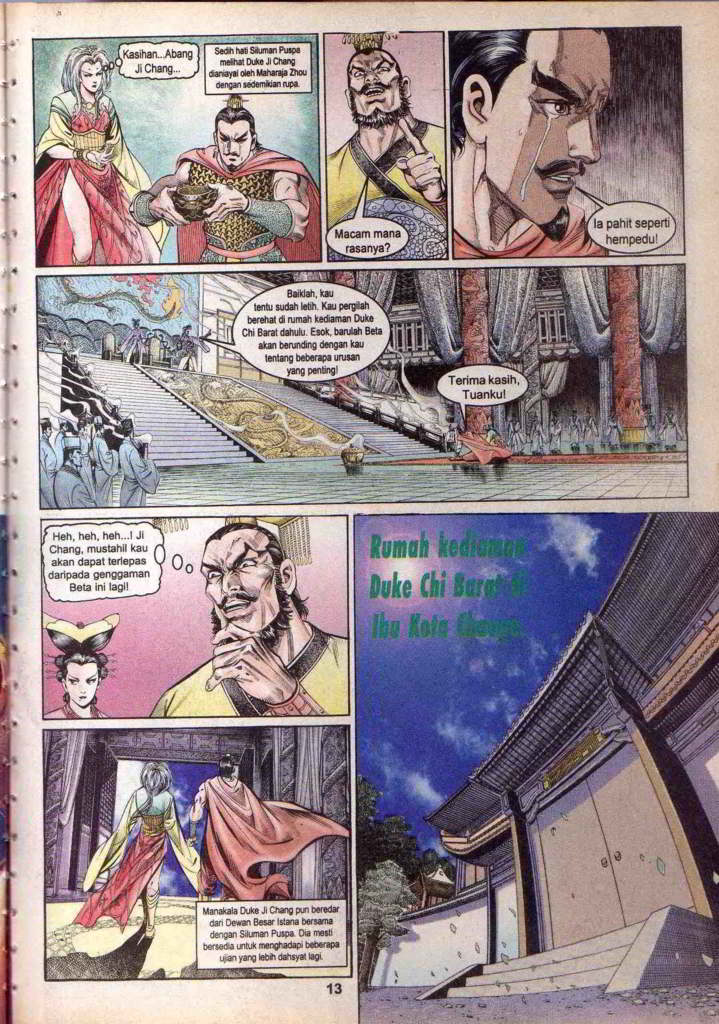 Kasihan...Abang
Ji Chang...
Sedih hati Siluman Puspa
melihat Duke Ji Chang
dianiayai oleh Maharaja Zhou
dengan sedemikian rupa.
Macam mana
rasanya?
Ia pahit seperti
hempedu!
Baiklah, kau
tentu sudah letih. Kau pergilah
berehat di rumah kediaman Duke
Chi Barat dahulu. Esok, barulah Beta
akan berunding dengan kau
tentang beberapa urusan
yang penting!
Terima kasih,
Tuanku!
Heh, heh, heh...! Ji
Chang, mustahil kau
akan dapat terlepas
daripada genggaman
Beta ini lagi!
Rumah kediaman
Duke Chi Barat di
Ibu Kota Chauge.
Manakala Duke Ji Chang pun beredar
dari Dewan Besar Istana bersama
dengan Siluman Puspa. Dia mesti
bersedia untuk menghadapi beberapa
ujian yang lebih dahsyat lagi.
13